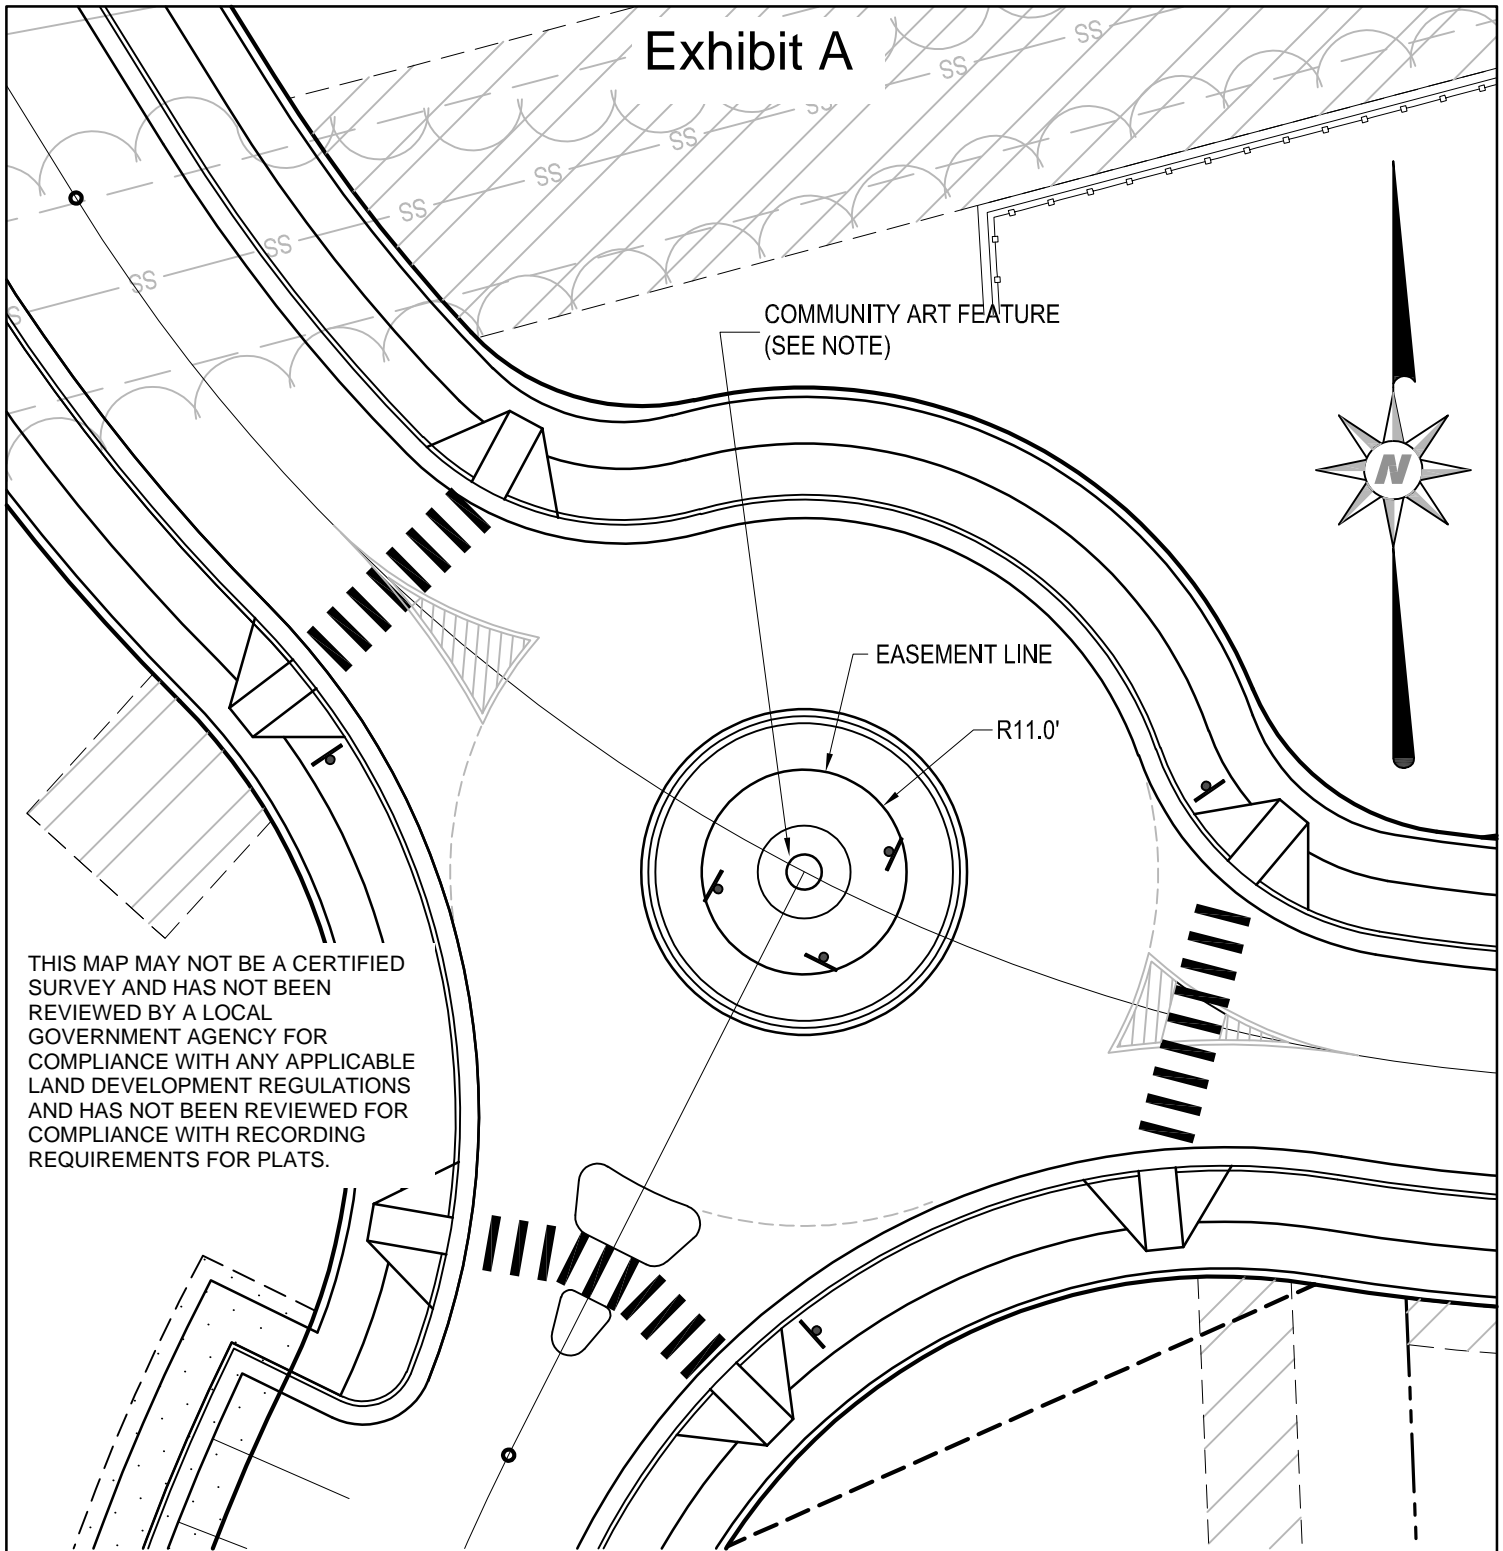 Exhibit A
SS
SS
SS
SS
SS
SS
SS
SS
S
COMMUNITY ART FEATURE
(SEE NOTE)
N
EASEMENT LINE
R11.0'
THIS MAP MAY NOT BE A CERTIFIED
SURVEY AND HAS NOT BEEN
REVIEWED BY A LOCAL
GOVERNMENT AGENCY FOR
COMPLIANCE WITH ANY APPLICABLE
LAND DEVELOPMENT REGULATIONS
AND HAS NOT BEEN REVIEWED FOR
COMPLIANCE WITH RECORDING
REQUIREMENTS FOR PLATS.